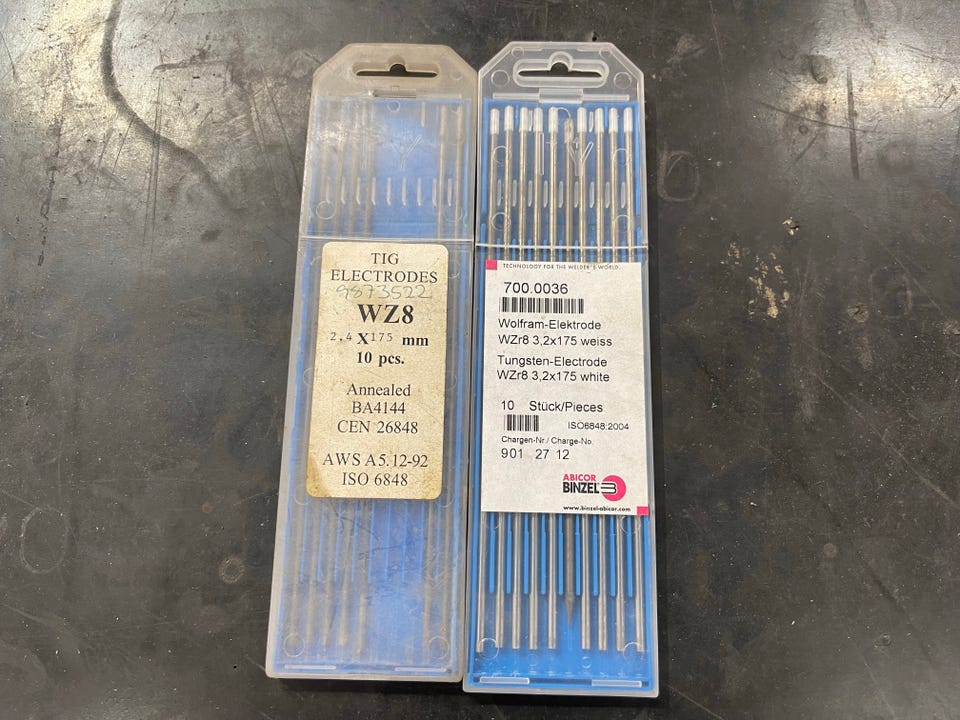 TIG
ELECTRODES
9873522
WZ8
2,4 X 175 mm
10 pcs.
Annealed
BA4144
CEN 26848
AWS A5.12-92
ISO 6848
TECHNOLOGY FOR THE WELDER'S WORLD.
700.0036
Wolfram-Elektrode
WZr8 3,2x175 weiss
Tungsten-Electrode
WZr8 3,2x175 white
10 Stück/Pieces
ISO6848:2004
Chargen-Nr./ Charge-No.
901 27 12
ABICOR
BINZEL
www.binzel-abicor.com